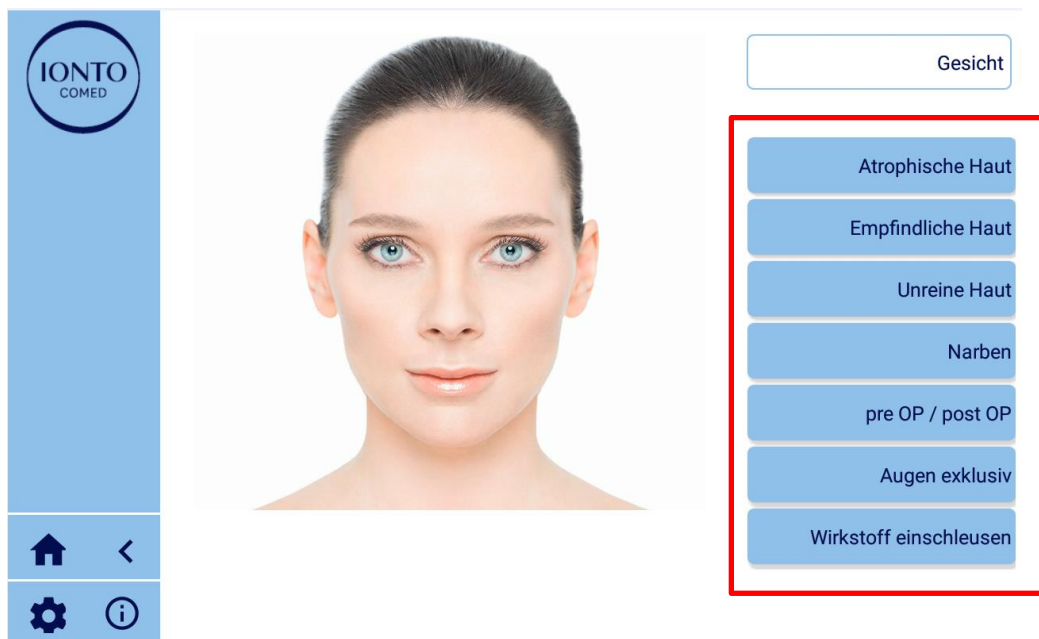 IONTO
COMED
Gesicht
Atrophische Haut
Empfindliche Haut
Unreine Haut
Narben
pre OP / post OP
Augen exklusiv
Wirkstoff einschleusen